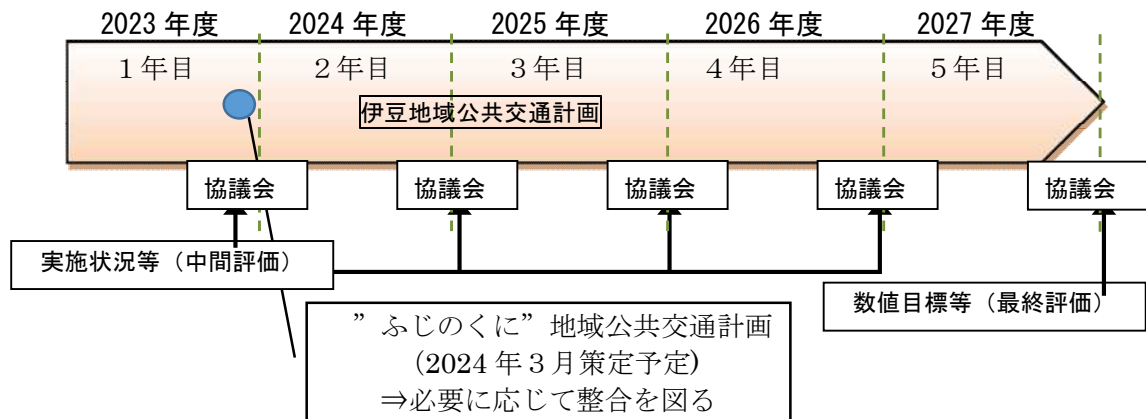 2023 年度
2024 年度
2025 年度
2026 年度
2027 年度
１年目
２年目
３年目
４年目
５年目
伊豆地域公共交通計画
協議会
協議会
協議会
協議会
協議会
実施状況等（中間評価）
数値目標等（最終評価）
”ふじのくに”地域公共交通計画
(2024 年３月策定予定)
⇒必要に応じて整合を図る